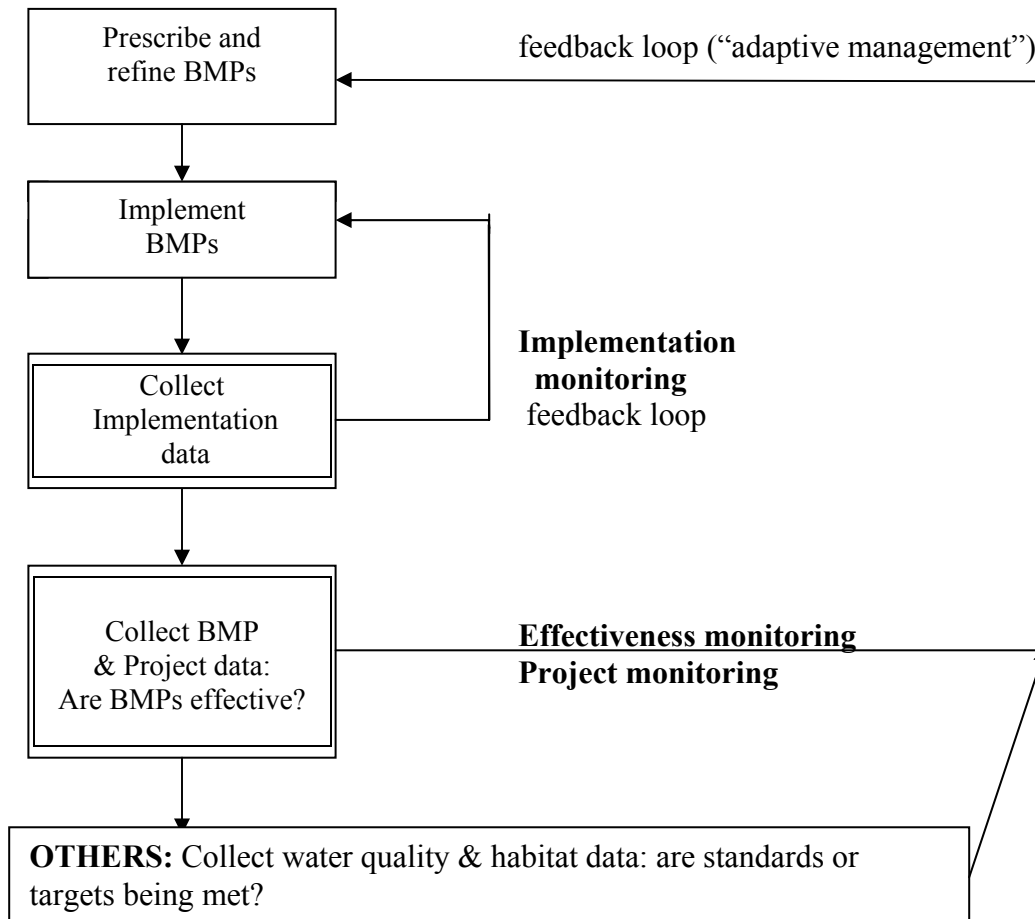 Prescribe and
refine BMPs
feedback loop (“adaptive management”)
Implement
BMPs
Implementation
monitoring
feedback loop
Collect
Implementation
data
Collect BMP
& Project data:
Are BMPs effective?
Effectiveness monitoring
Project monitoring
OTHERS: Collect water quality & habitat data: are standards or
targets being met?